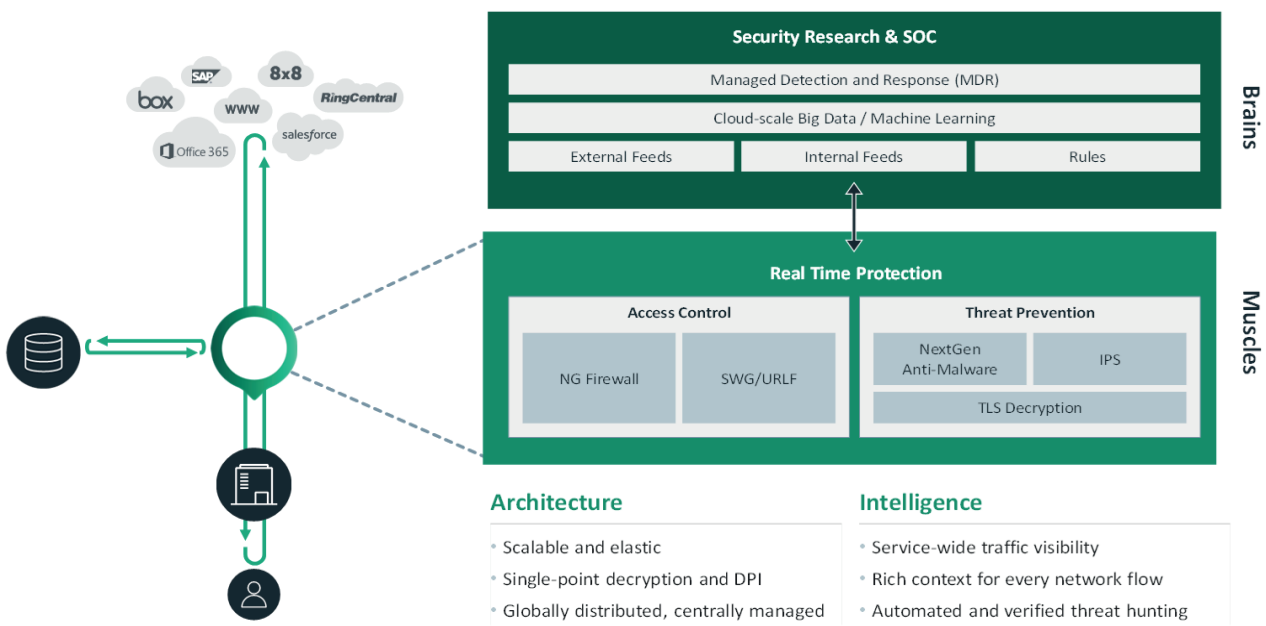 SAP
8x8
box
www
RingCentral
Office 365
salesforce
Security Research & SOC
Managed Detection and Response (MDR)
Cloud-scale Big Data / Machine Learning
External Feeds
Internal Feeds
Rules
Brains
Real Time Protection
Access Control
NG Firewall
SWG/URLF
Threat Prevention
NextGen
Anti-Malware
IPS
TLS Decryption
Muscles
Architecture
• Scalable and elastic
• Single-point decryption and DPI
• Globally distributed, centrally managed
Intelligence
• Service-wide traffic visibility
• Rich context for every network flow
• Automated and verified threat hunting